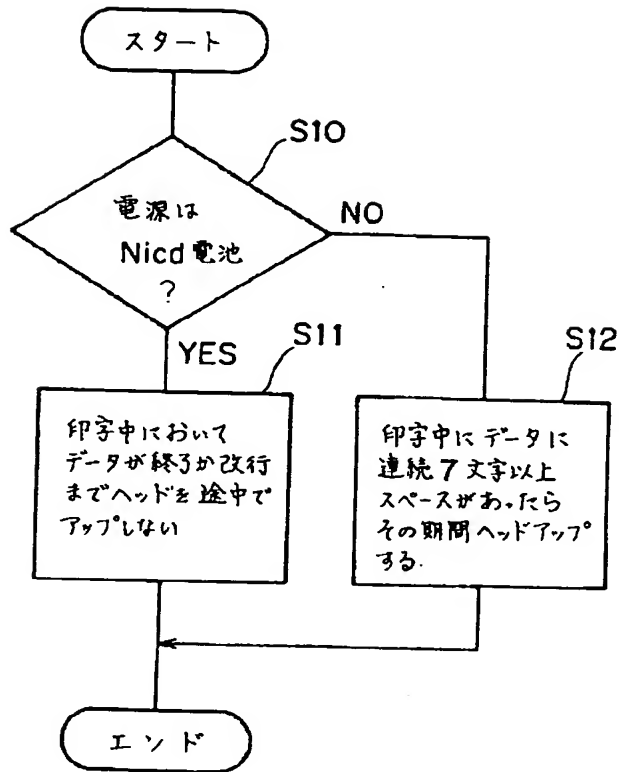 スタート
S10
電源は
Nicd電池
?
NO
YES
S11
S12
印字中において
データが終了か改行
までヘッドを途中で
アップしない
印字中にデータに
連続7文字以上
スペースがあったら
その期間ヘッドアップ
する.
エンド